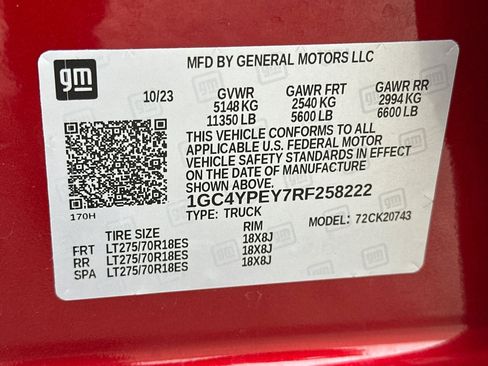 MFD BY GENERAL MOTORS LLC
gm
10/23 GVWR GAWR FRT GAWR RR
5148 KG 2540 KG 2994 KG
11350 LB 5600 LB 6600 LB
THIS VEHICLE CONFORMS TO ALL
APPLICABLE U.S. FEDERAL MOTOR
VEHICLE SAFETY STANDARDS IN EFFECT
ON THE DATE OF MANUFACTURE
SHOWN ABOVE.
1GC4YPEY7RF258222
170H TYPE: TRUCK MODEL: 72CK20743
TIRE SIZE RIM
FRT LT275/70R18ES 18X8J
RR LT275/70R18ES 18X8J
SPA LT275/70R18ES 18X8J